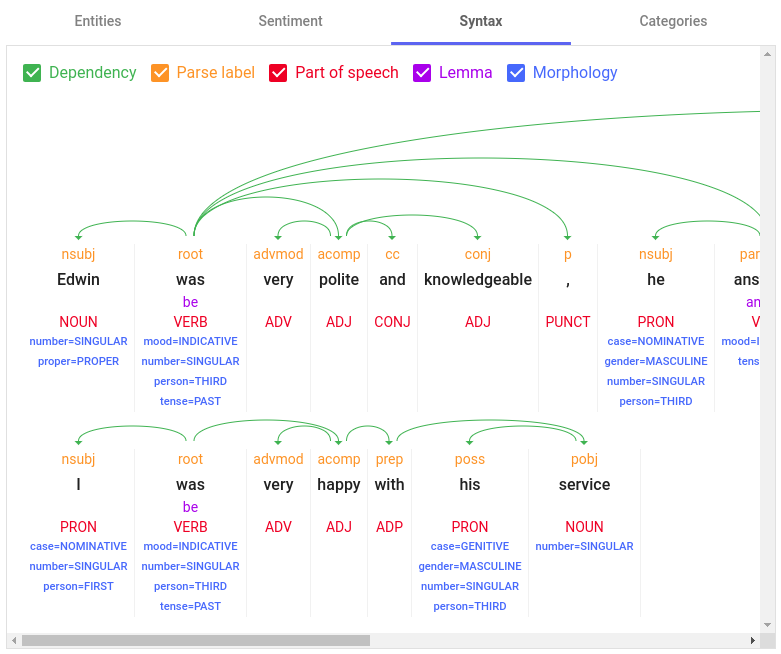 Entities Sentiment Syntax Categories
Dependency Parse label Part of speech Lemma Morphology
nsubj root advmod acomp cc conj p nsubj par
Edwin was very polite and knowledgeable , he ans
be an
NOUN VERB ADV ADJ CONJ ADJ PUNCT PRON V
number=SINGULAR mood=INDICATIVE case=NOMINATIVE mood=I
proper=PROPER number=SINGULAR gender=MASCULINE tens
person=THIRD number=SINGULAR
tense=PAST person=THIRD
nsubj root advmod acomp prep poss pobj
I was very happy with his service
be
PRON VERB ADV ADJ ADP PRON NOUN
case=NOMINATIVE mood=INDICATIVE case=GENITIVE number=SINGULAR
number=SINGULAR number=SINGULAR gender=MASCULINE
person=FIRST person=THIRD number=SINGULAR
tense=PAST person=THIRD